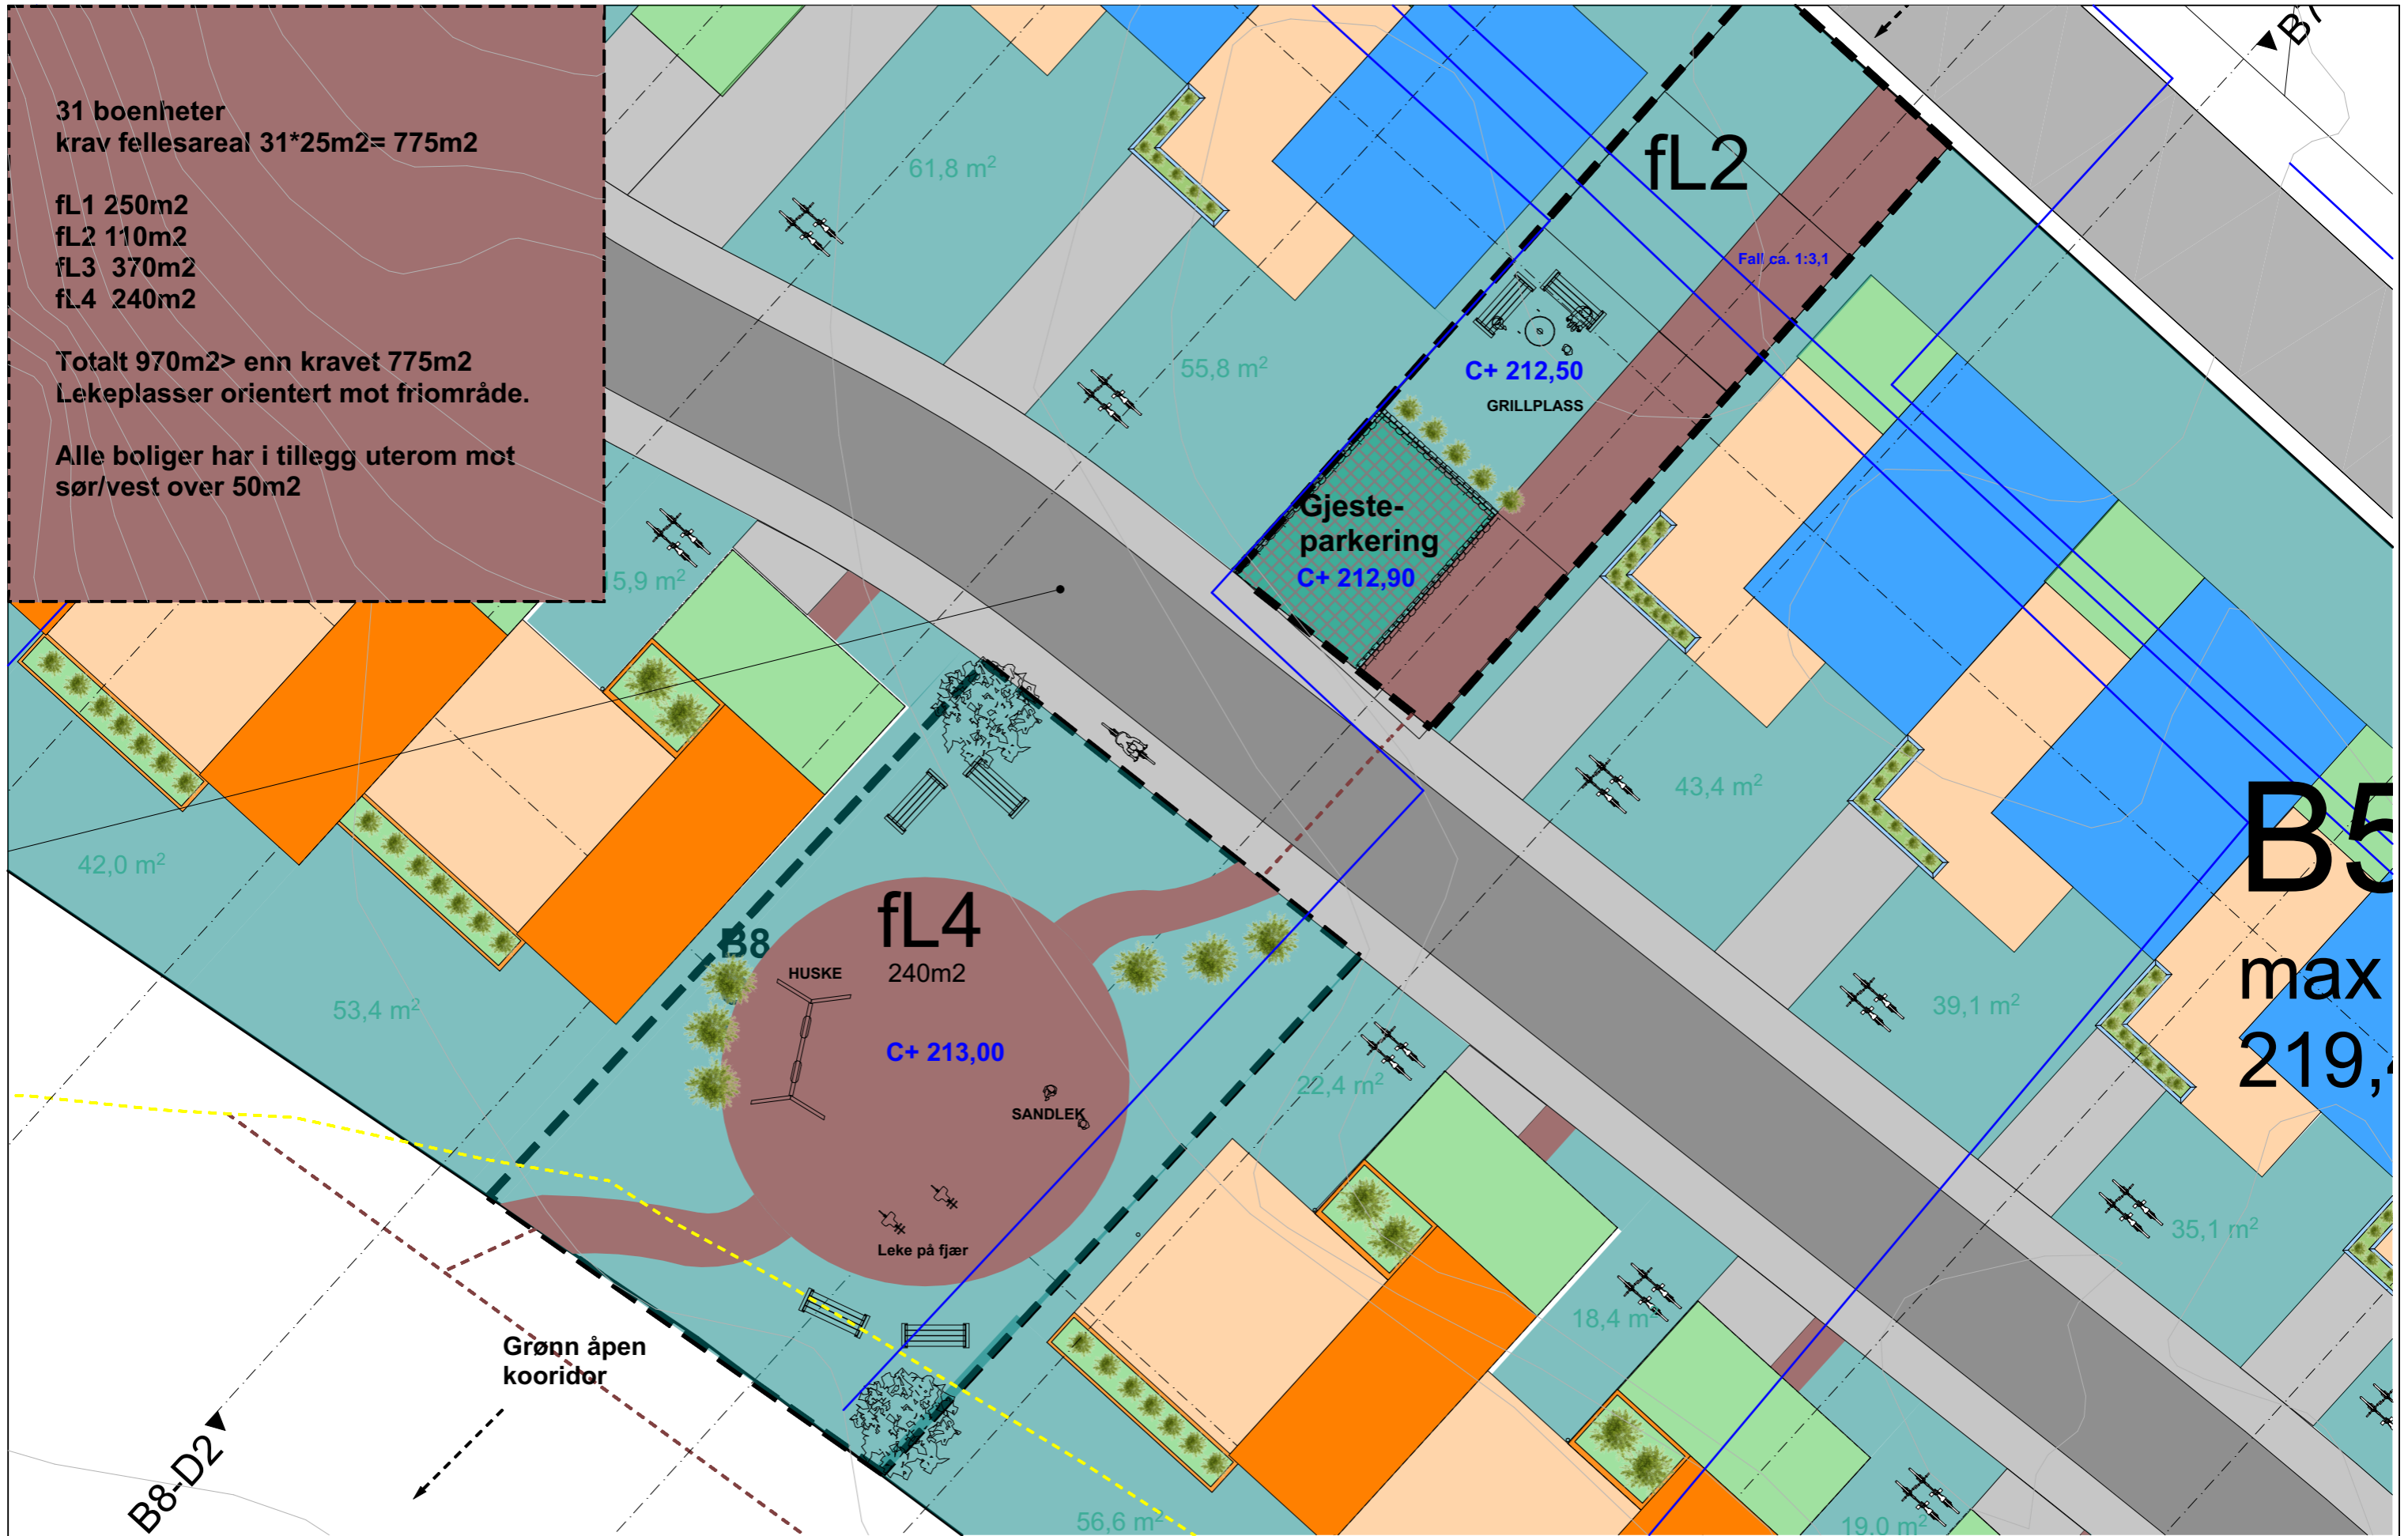 31 boenheter
krav fellesareal 31*25m2= 775m2
fL1 250m2
fL2 110m2
fL3 370m2
fL4 240m2
Totalt 970m2> enn kravet 775m2
Lekeplasser orientert mot friområde.
Alle boliger har i tillegg uterom mot
sør/vest over 50m2
61,8 m²
fL2
Fall ca. 1:3,1
55,8 m²
C+ 212,50
GRILLPLASS
Gjeste-
parkering
C+ 212,90
5,9 m²
43,4 m²
42,0 m²
B5
53,4 m²
B8
fL4
240m2
HUSKE
C+ 213,00
SANDLEK
Leke på fjær
39,1 m²
max
219,
22,4 m²
35,1 m²
18,4 m²
Grønn åpen
kooridor
B8-D2
56,6 m²
19,0 m²